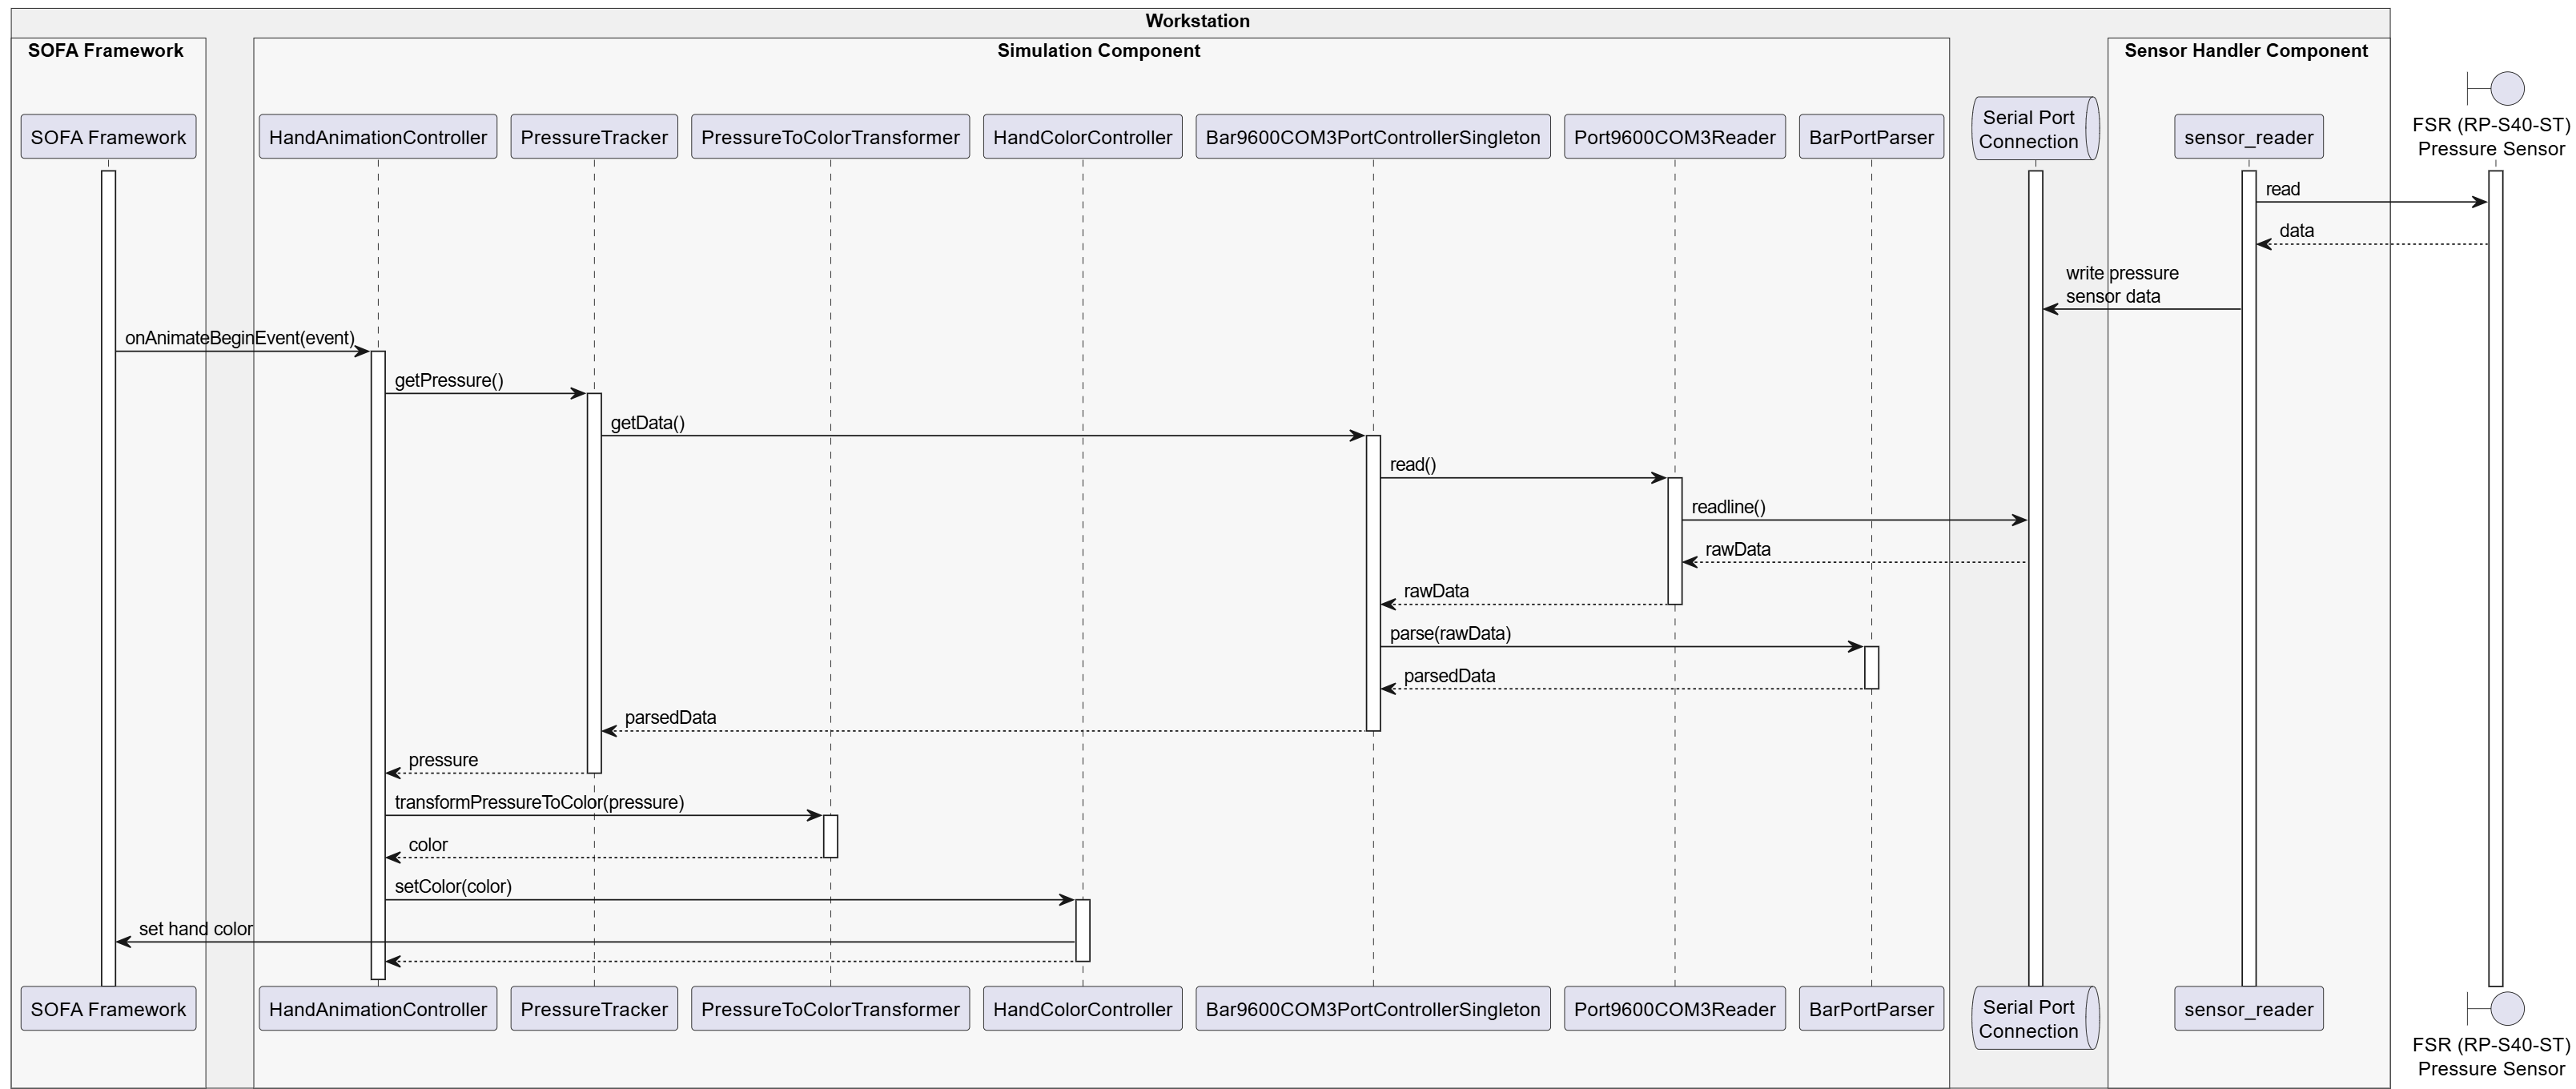 Workstation
SOFA Framework
Simulation Component
Sensor Handler Component
SOFA Framework
HandAnimationController
PressureTracker
PressureToColorTransformer
HandColorController
Bar9600COM3PortControllerSingleton
Port9600COM3Reader
BarPortParser
Serial Port
Connection
sensor_reader
FSR (RP-S40-ST)
Pressure Sensor
read
data
write pressure
sensor data
onAnimateBeginEvent(event)
getPressure()
getData()
read()
readline()
rawData
rawData
parse(rawData)
parsedData
parsedData
pressure
transformPressureToColor(pressure)
color
setColor(color)
set hand color
SOFA Framework
HandAnimationController
PressureTracker
PressureToColorTransformer
HandColorController
Bar9600COM3PortControllerSingleton
Port9600COM3Reader
BarPortParser
Serial Port
Connection
sensor_reader
FSR (RP-S40-ST)
Pressure Sensor